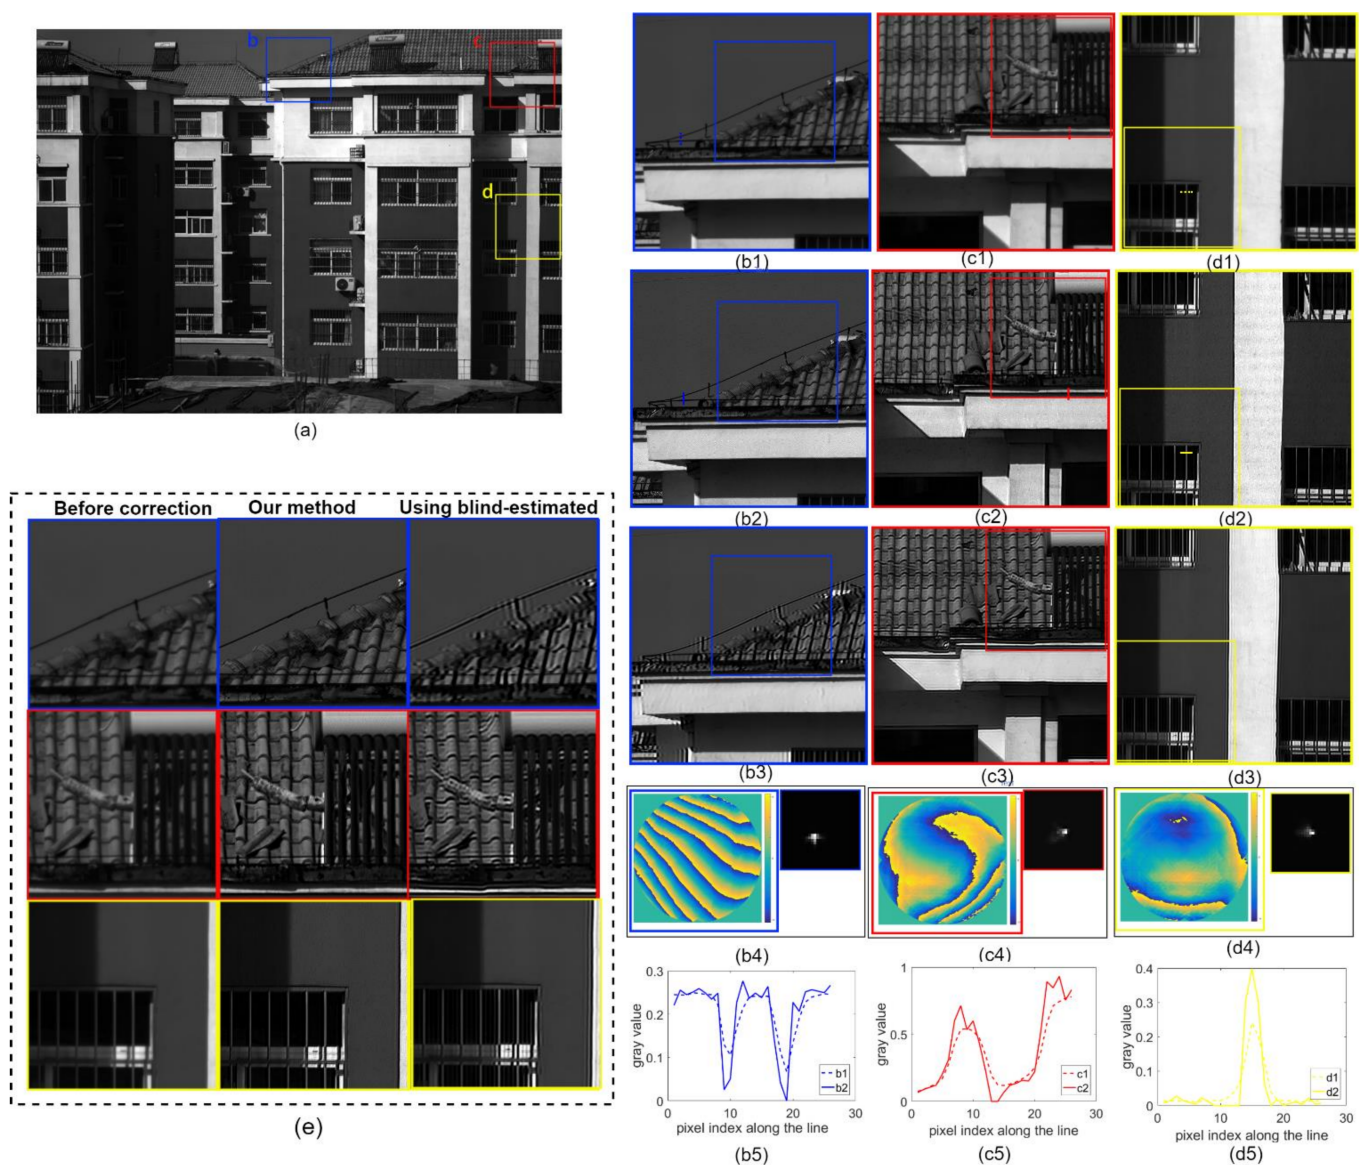 b
c
d
(a)
(b1)
(c1)
(d1)
(b2)
(c2)
(d2)
(b3)
(c3)
(d3)
(b4)
(c4)
(d4)
0.3
0.2
0.1
0
0
10
20
30
gray value
pixel index along the line
b1
b2
(b5)
1
0.5
0
0
10
20
30
gray value
pixel index along the line
c1
c2
(c5)
0.4
0.3
0.2
0.1
0
0
10
20
30
gray value
pixel index along the line
d1
d2
(d5)
Before correction
Our method
Using blind-estimated
(e)